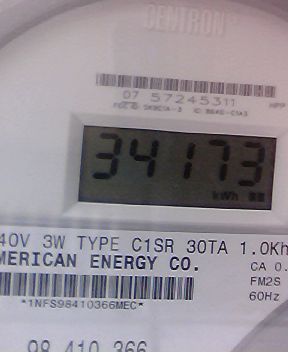 CENTRON®
07 57245311
34173
kWh
40V 3W TYPE C1SR 30TA 1.0Kh
MERICAN ENERGY CO.
CA 0.
FM2S
*1NFS98410366MEC*
60Hz
98 410 366